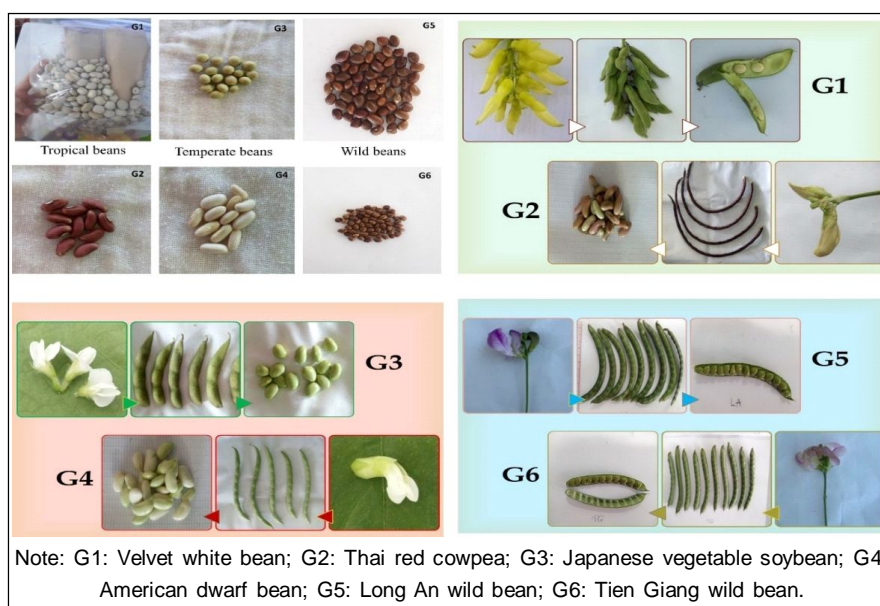 G1
G3
G5
Tropical beans
Temperate beans
Wild beans
G2
G4
G6
G1
G2
G3
G4
G5
LA
G6
TG
Note: G1: Velvet white bean; G2: Thai red cowpea; G3: Japanese vegetable soybean; G4
American dwarf bean; G5: Long An wild bean; G6: Tien Giang wild bean.